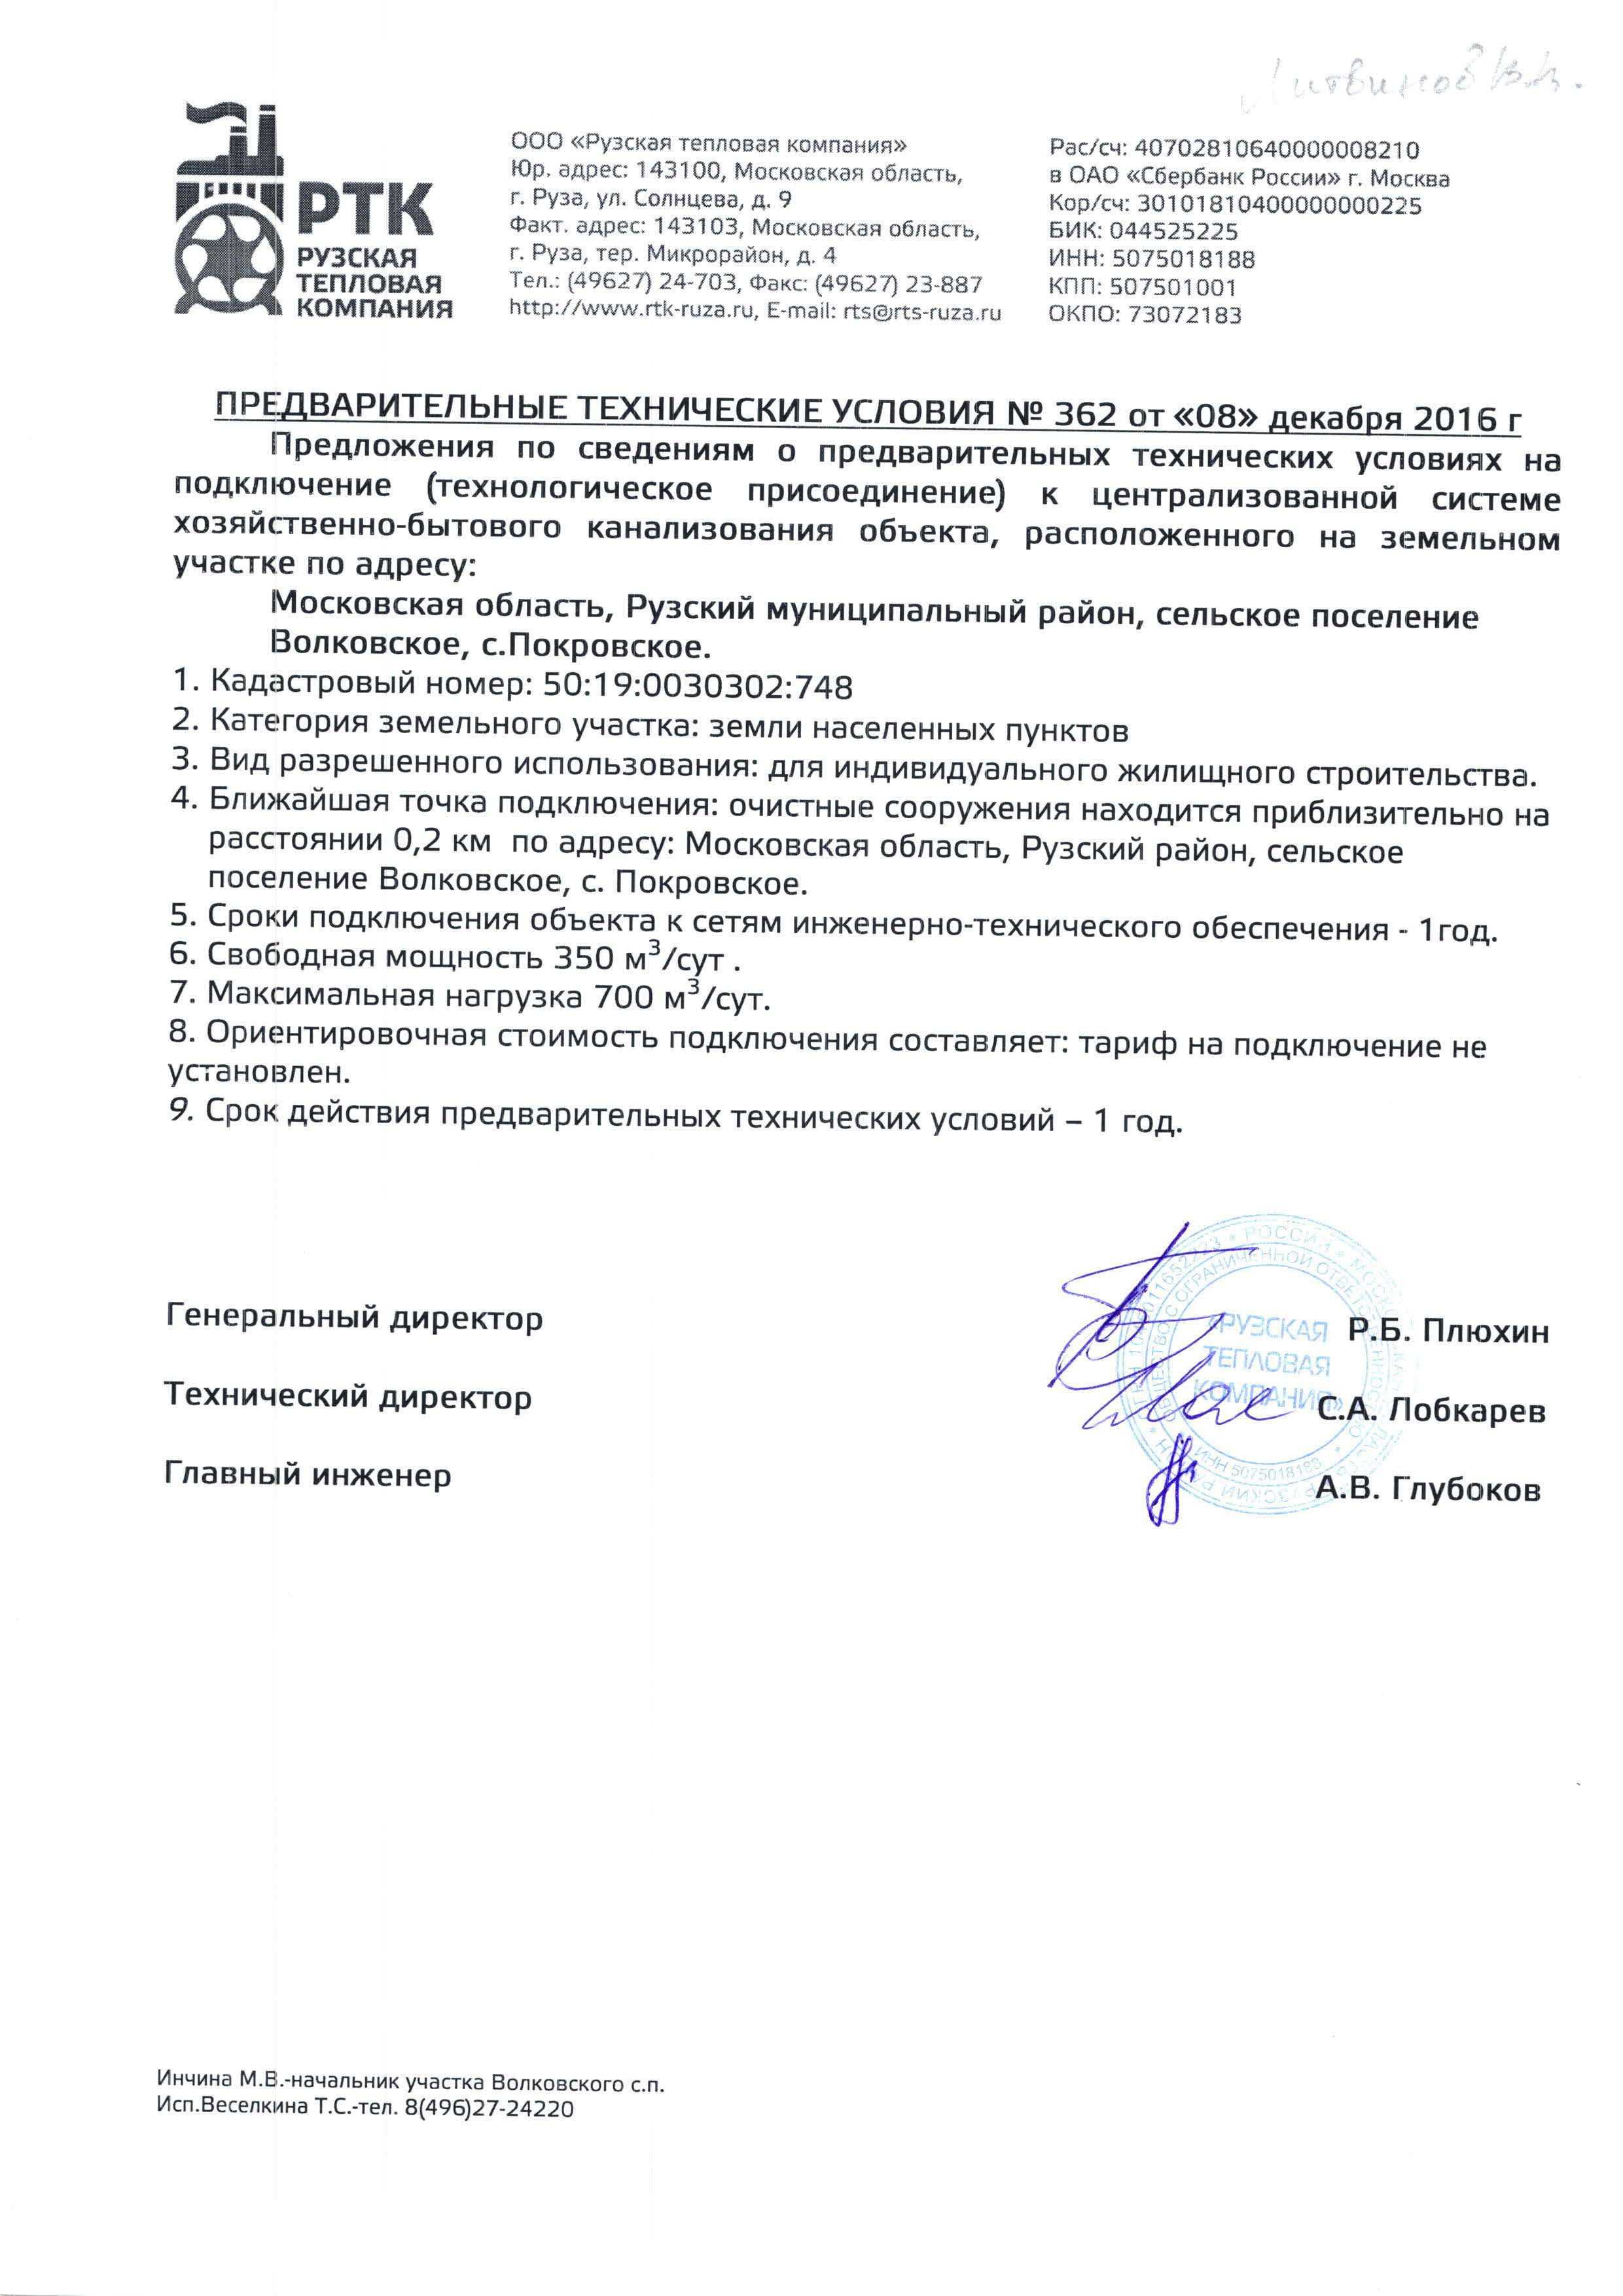 Литвинов В.В.
РТК
РУЗСКАЯ
ТЕПЛОВАЯ
КОМПАНИЯ
ООО «Рузская тепловая компания»
Юр. адрес: 143100, Московская область,
г. Руза, ул. Солнцева, д. 9
Факт. адрес: 143103, Московская область,
г. Руза, тер. Микрорайон, д. 4
Тел.: (49627) 24-703, Факс: (49627) 23-887
http://www.rtk-ruza.ru, E-mail: rts@rts-ruza.ru
Рас/сч: 40702810640000008210
в ОАО «Сбербанк России» г. Москва
Кор/сч: 30101810400000000225
БИК: 044525225
ИНН: 5075018188
КПП: 507501001
ОКПО: 73072183
ПРЕДВАРИТЕЛЬНЫЕ ТЕХНИЧЕСКИЕ УСЛОВИЯ № 362 от «08» декабря 2016 г
Предложения по сведениям о предварительных технических условиях на
подключение (технологическое присоединение) к централизованной системе
хозяйственно-бытового канализования объекта, расположенного на земельном
участке по адресу:
Московская область, Рузский муниципальный район, сельское поселение
Волковское, с.Покровское.
1. Кадастровый номер: 50:19:0030302:748
2. Категория земельного участка: земли населенных пунктов
3. Вид разрешенного использования: для индивидуального жилищного строительства.
4. Ближайшая точка подключения: очистные сооружения находится приблизительно на
расстоянии 0,2 км по адресу: Московская область, Рузский район, сельское
поселение Волковское, с. Покровское.
5. Сроки подключения объекта к сетям инженерно-технического обеспечения - 1год.
6. Свободная мощность 350 м³/сут .
7. Максимальная нагрузка 700 м³/сут.
8. Ориентировочная стоимость подключения составляет: тариф на подключение не
установлен.
9. Срок действия предварительных технических условий – 1 год.
Генеральный директор Р.Б. Плюхин
Технический директор С.А. Лобкарев
Главный инженер А.В. Глубоков
РОССИЯ
ОБЩЕСТВО С ОГРАНИЧЕННОЙ ОТВЕТСТВЕННОСТЬЮ
«РУЗСКАЯ
ТЕПЛОВАЯ
КОМПАНИЯ»
Инчина М.В.-начальник участка Волковского с.п.
Исп.Веселкина Т.С.-тел. 8(496)27-24220